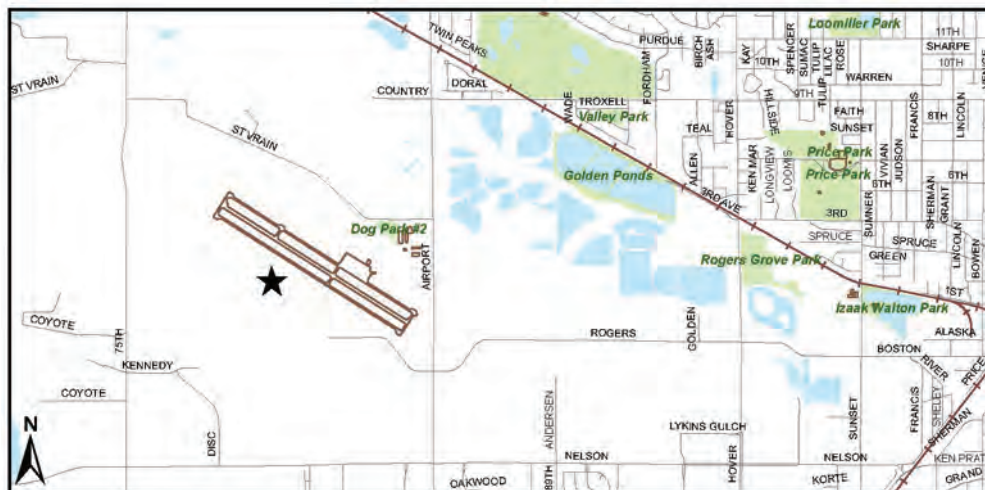 Loomiller Park
11TH
TWIN PEAKS
PURDUE
BIRCH
ASH
KAY
10TH
SPENCER
SUMAC
TULIP
LILAC
ROSE
SHARPE
10TH
ST VRAIN
DORAL
FORDHAM
WARREN
COUNTRY
WADE
TROXELL
9TH
TULIP
Valley Park
HOVER
HILLSIDE
FAITH
FRANCIS
8TH
LINCOLN
TEAL
SUNSET
ST VRAIN
Price Park
VIVIAN
JUDSON
Golden Ponds
ALLEN
KEN MAR
LONGVIEW
LOOMIS
Price Park
6TH
6TH
3RD AVE
SHERMAN
GRANT
3RD
SUMNER
Dog Park#2
SPRUCE
SPRUCE
GREEN
LINCOLN
BOWEN
AIRPORT
Rogers Grove Park
1ST
Izaak Walton Park
COYOTE
75TH
ROGERS
GOLDEN
ALASKA
BOSTON
KENNEDY
RIVER
PRICE
COYOTE
ANDERSEN
SUNSET
FRANCIS
SHELEY
SHERMAN
N
DISC
LYKINS GULCH
HOVER
NELSON
NELSON
KEN PRAT
OAKWOOD
89TH
KORTE
GRAND